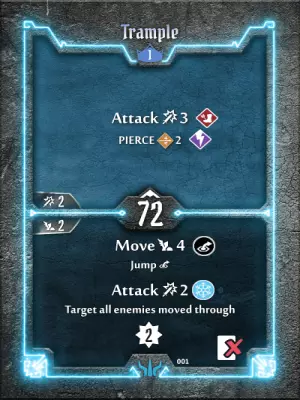 Trample
1
Attack 3
PIERCE 2
2
72
2
Move 4
Jump
Attack 2
Target all enemies moved through
2
001